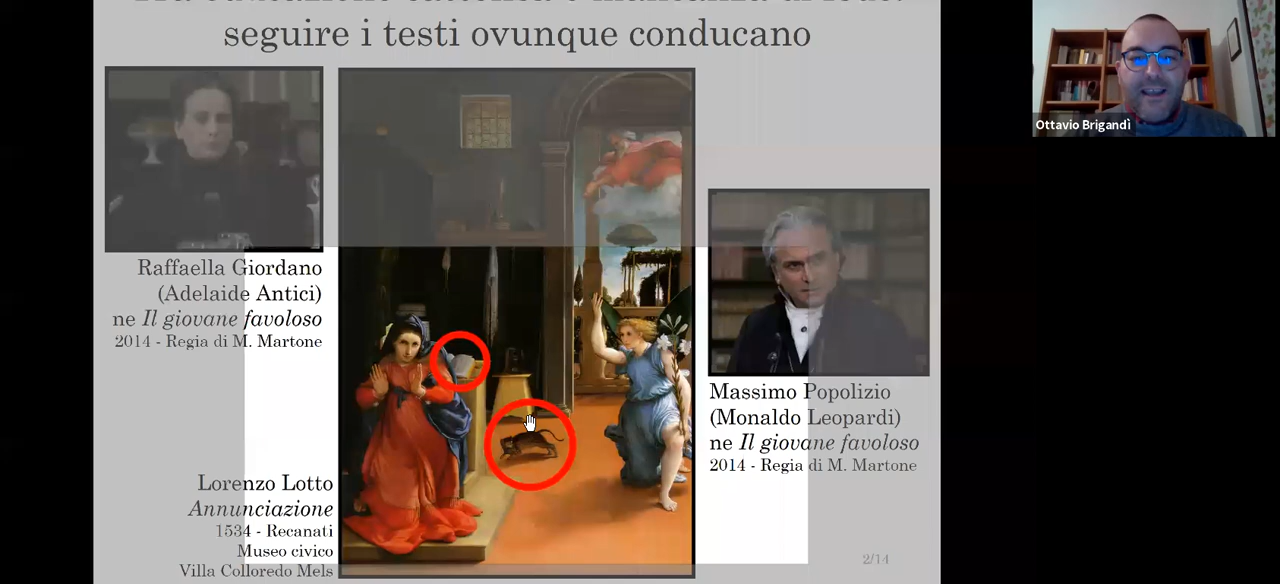 seguire i testi ovunque conducano
Ottavio Brigandì
Raffaella Giordano
(Adelaide Antici)
ne Il giovane favoloso
2014 - Regia di M. Martone
Massimo Popolizio
(Monaldo Leopardi)
ne Il giovane favoloso
2014 - Regia di M. Martone
Lorenzo Lotto
Annunciazione
1534 - Recanati
Museo civico
Villa Colloredo Mels
2/14